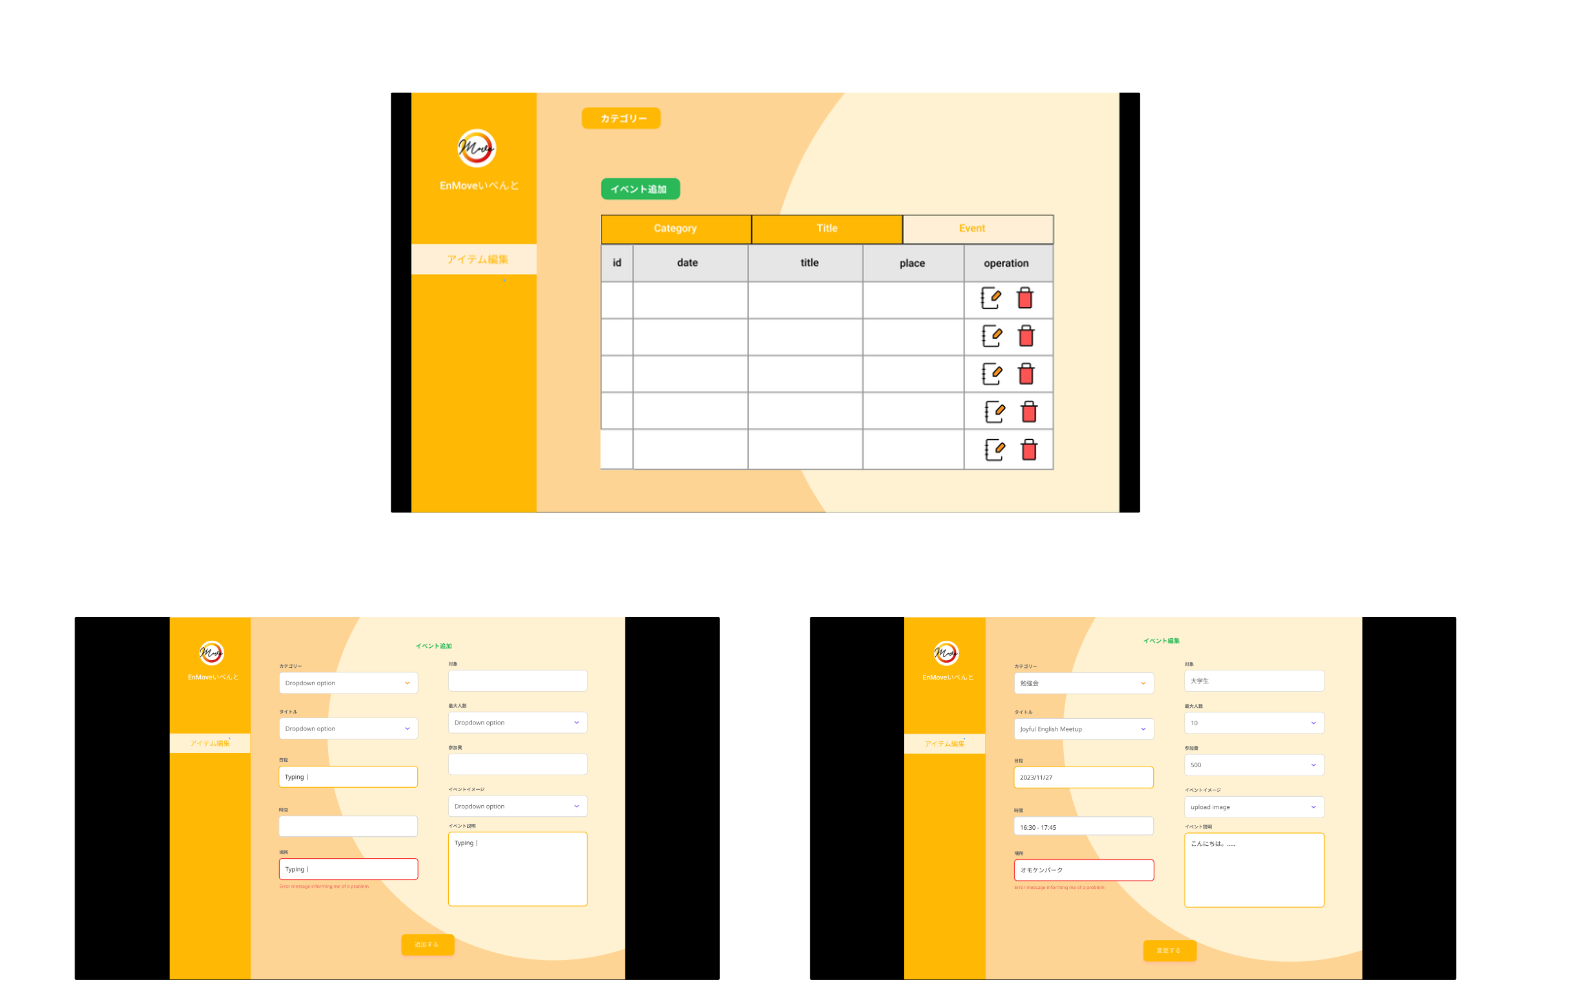 カテゴリー
Move
EnMoveいべんと
イベント追加
Category Title Event
アイテム編集
id date title place operation
イベント追加
Move
EnMoveいべんと
アイテム編集
カテゴリー
Dropdown option
タイトル
Dropdown option
日程
Typing |
時間
場所
Typing |
Error message informing me of a problem
対象
最大人数
Dropdown option
参加費
イベントイメージ
Dropdown option
イベント説明
Typing |
追加する
イベント編集
Move
EnMoveいべんと
アイテム編集
カテゴリー
勉強会
タイトル
Joyful English Meetup
日程
2023/11/27
時間
16:30 - 17:45
場所
オモケンパーク
Error message informing me of a problem
対象
大学生
最大人数
10
参加費
500
イベントイメージ
upload image
イベント説明
こんにちは。.....
変更する